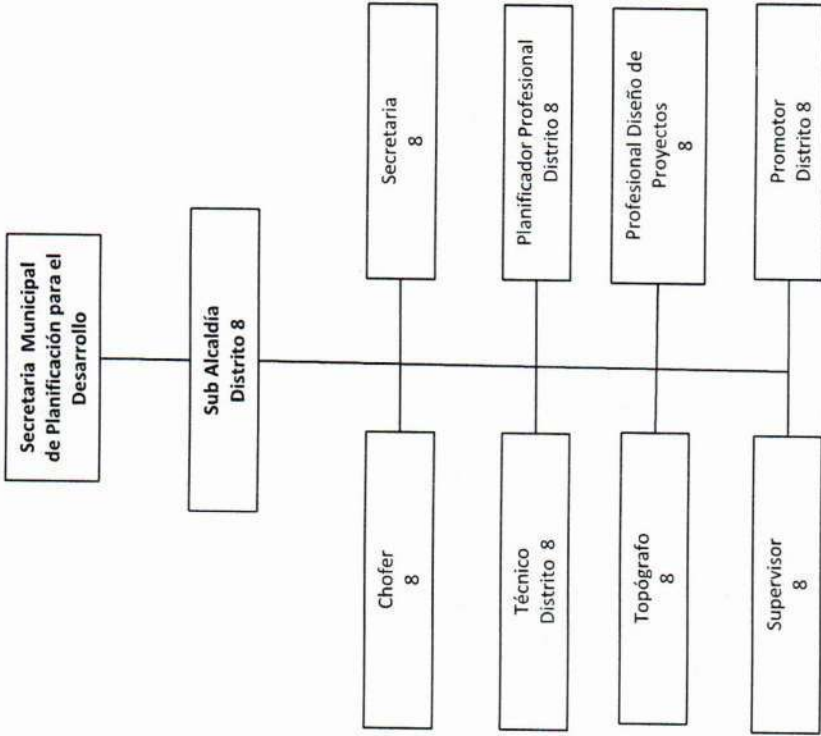 Secretaria Municipal
de Planificación para el
Desarrollo
Sub Alcaldía
Distrito 8
Chofer
8
Secretaria
8
Técnico
Distrito 8
Planificador Profesional
Distrito 8
Topógrafo
8
Profesional Diseño de
Proyectos
8
Supervisor
8
Promotor
Distrito 8